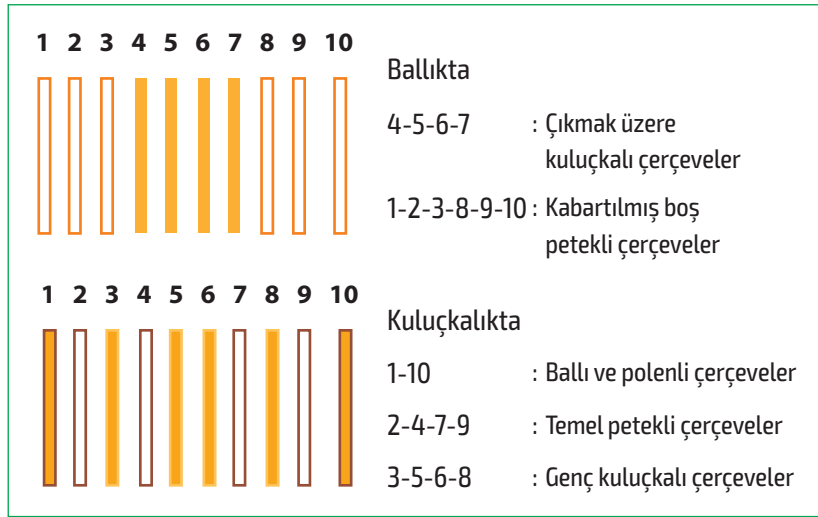 1 2 3 4 5 6 7 8 9 10
Ballıkta
4-5-6-7 : Çıkmak üzere
kuluçkalı çerçeveler
1-2-3-8-9-10 : Kabartılmış boş
petekli çerçeveler
1 2 3 4 5 6 7 8 9 10
Kuluçkalıkta
1-10 : Ballı ve polenli çerçeveler
2-4-7-9 : Temel petekli çerçeveler
3-5-6-8 : Genç kuluçkalı çerçeveler